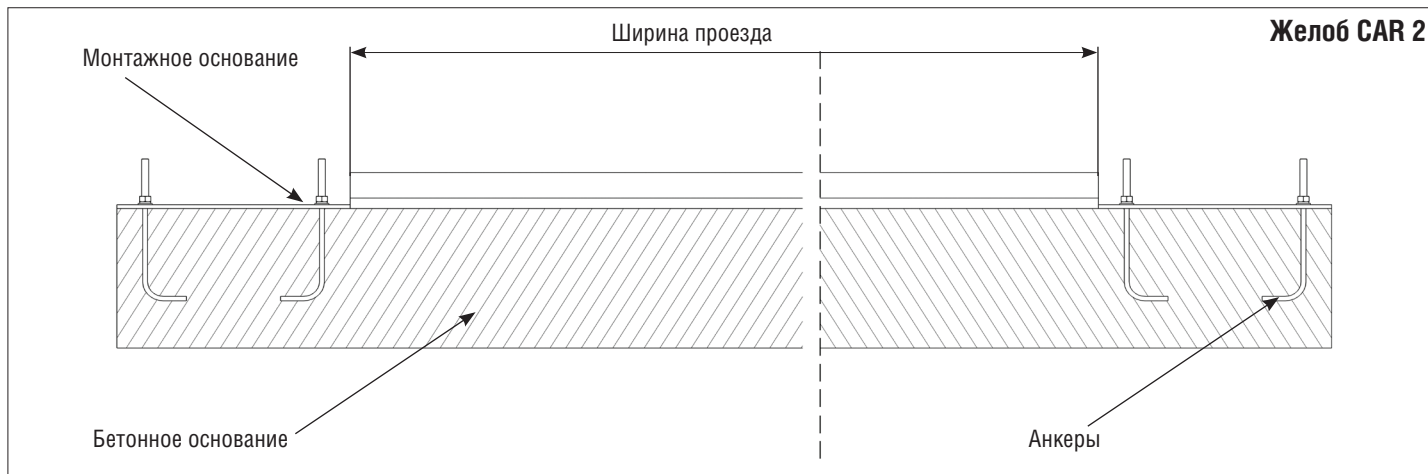 Желоб CAR 2
Ширина проезда
Монтажное основание
Бетонное основание
Анкеры